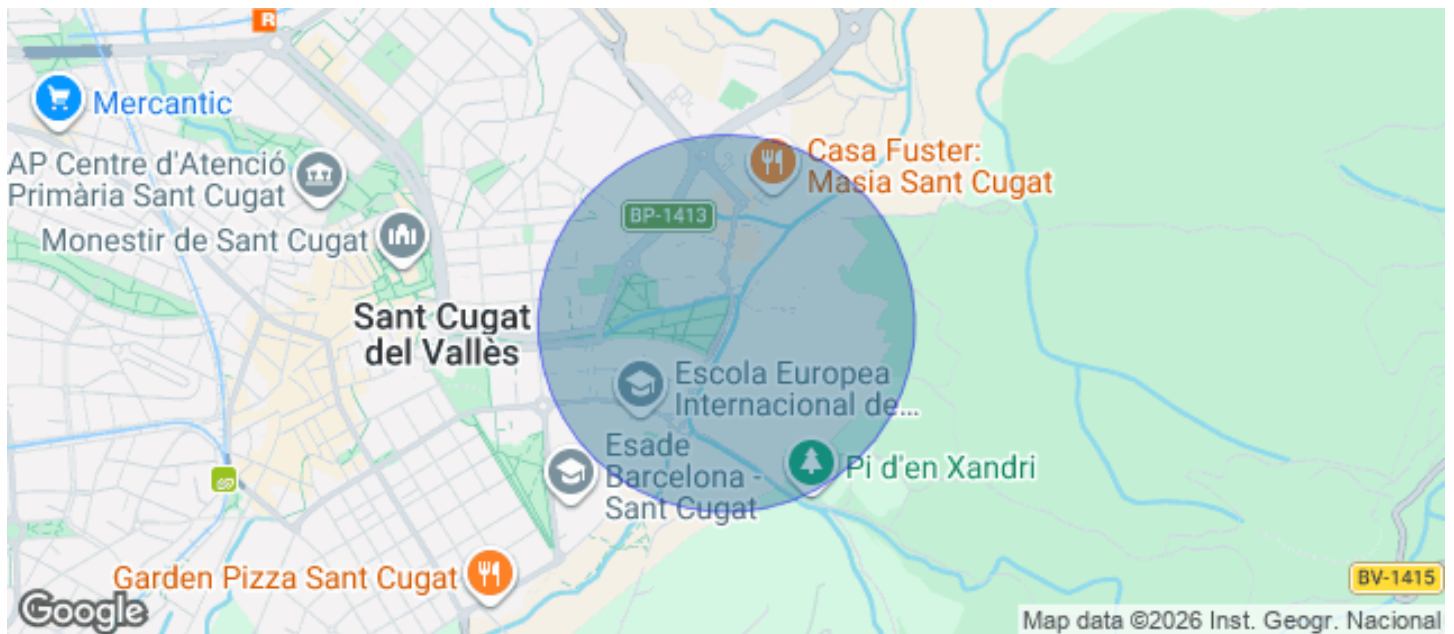 R
Mercantic
AP Centre d'Atenció
Primària Sant Cugat
Monestir de Sant Cugat
Casa Fuster:
Masia Sant Cugat
BP-1413
Sant Cugat
del Vallès
Escola Europea
Internacional de...
Esade
Barcelona -
Sant Cugat
Pi d'en Xandri
Garden Pizza Sant Cugat
BV-1415
Google
Map data ©2026 Inst. Geogr. Nacional